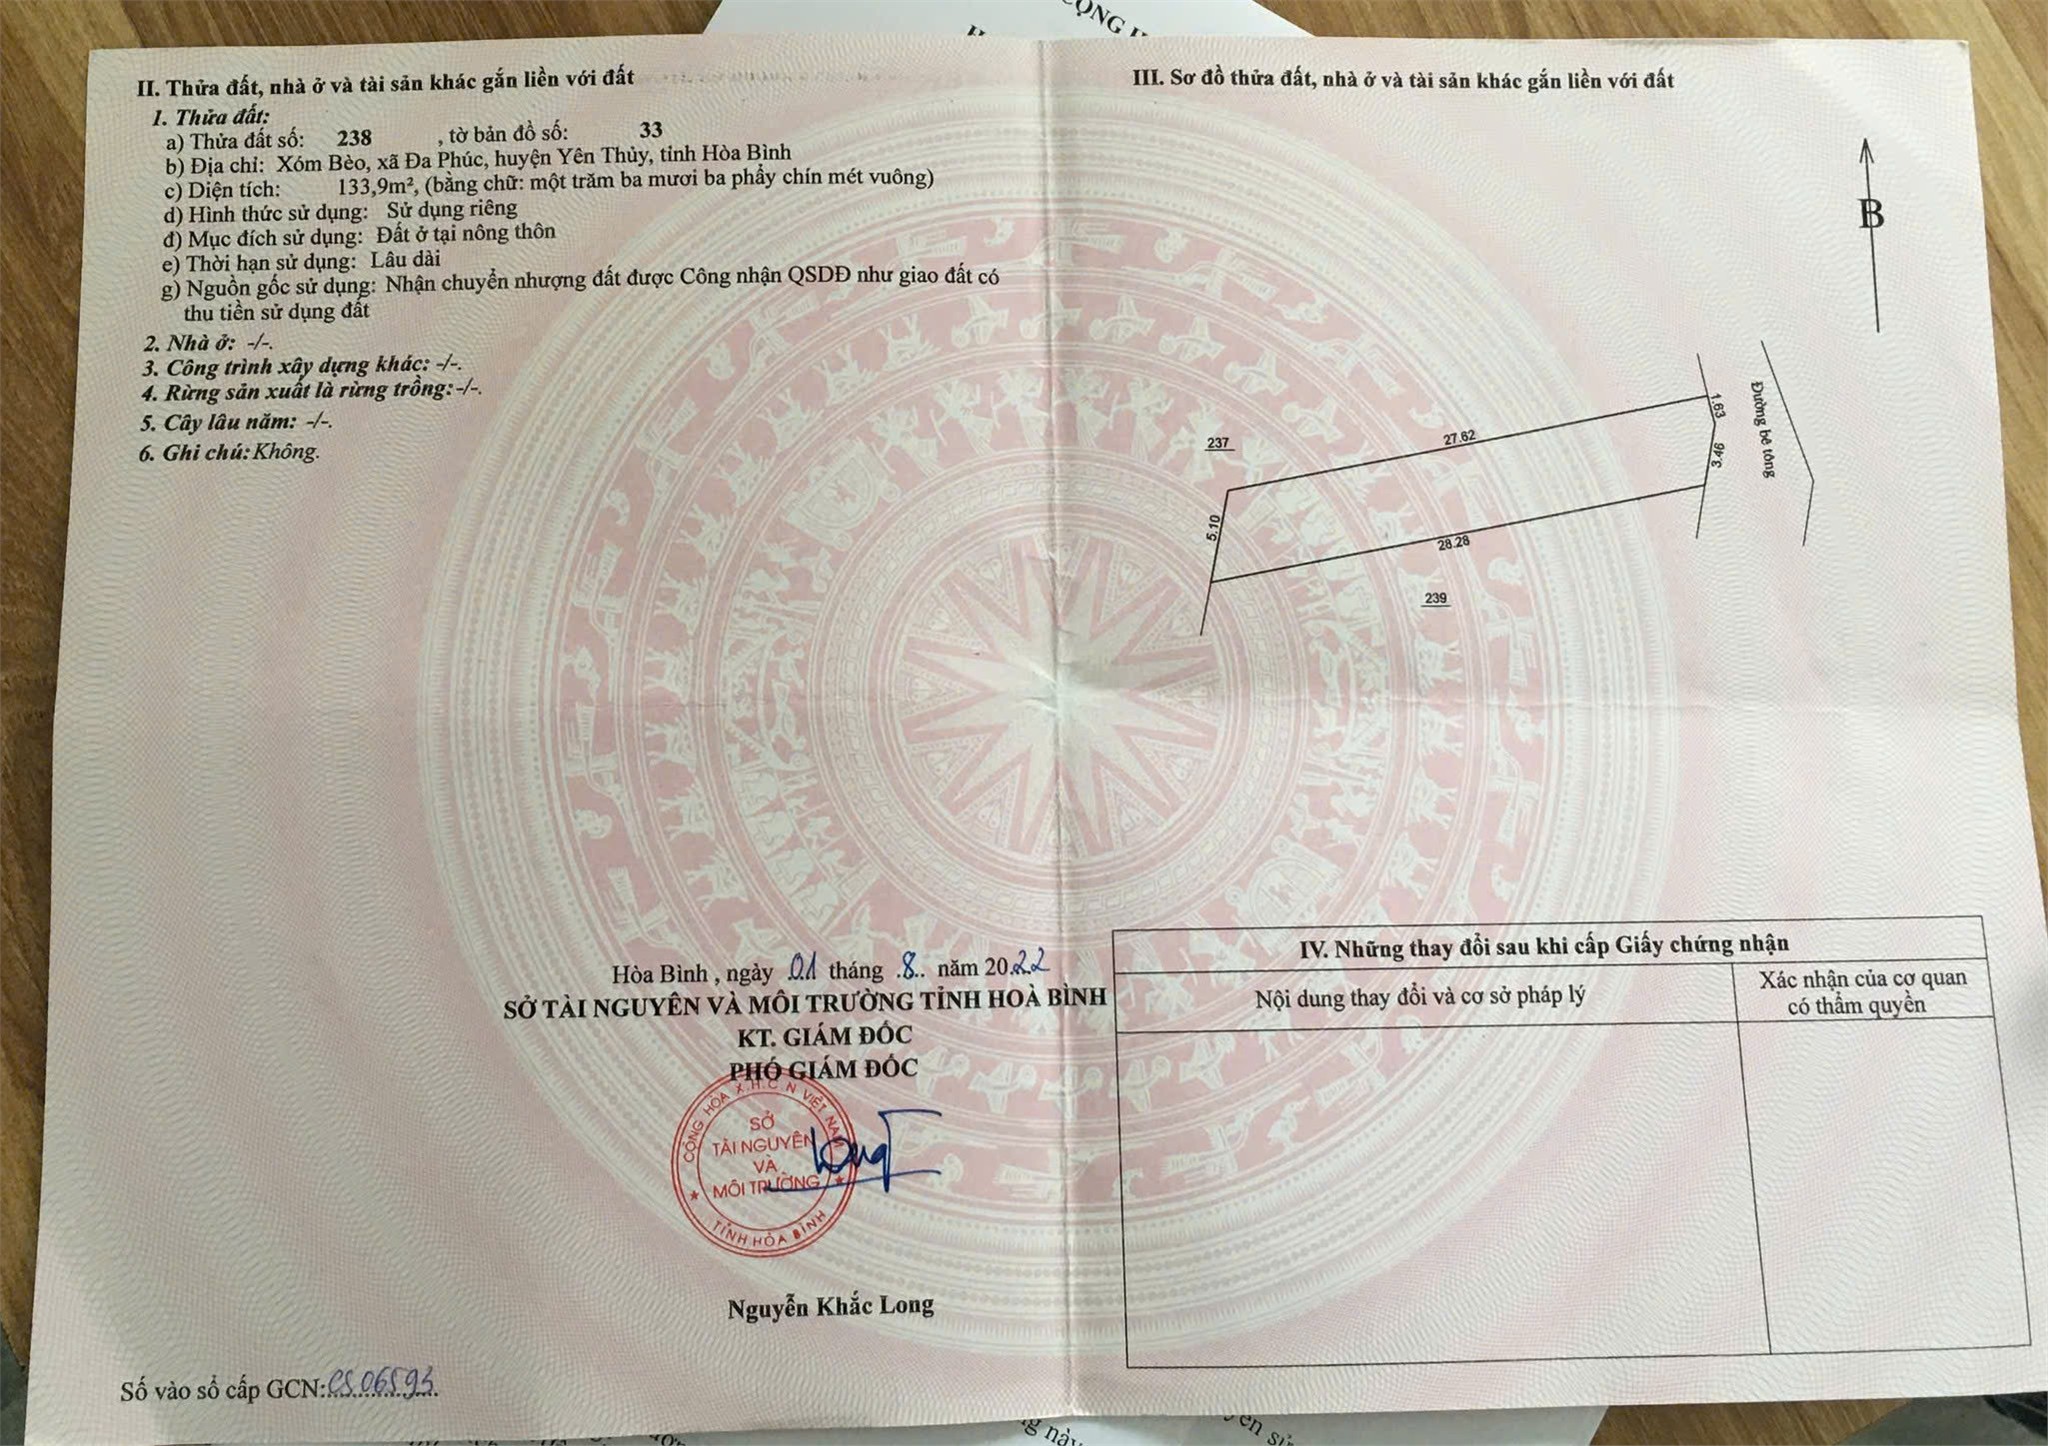 CỘNG H
II. Thửa đất, nhà ở và tài sản khác gắn liền với đất
1. Thửa đất:
a) Thửa đất số: 238 , tờ bản đồ số: 33
b) Địa chỉ: Xóm Bèo, xã Đa Phúc, huyện Yên Thủy, tỉnh Hòa Bình
c) Diện tích: 133,9m², (bằng chữ: một trăm ba mươi ba phẩy chín mét vuông)
d) Hình thức sử dụng: Sử dụng riêng
đ) Mục đích sử dụng: Đất ở tại nông thôn
e) Thời hạn sử dụng: Lâu dài
g) Nguồn gốc sử dụng: Nhận chuyển nhượng đất được Công nhận QSDĐ như giao đất có
thu tiền sử dụng đất
2. Nhà ở: -/-.
3. Công trình xây dựng khác: -/-.
4. Rừng sản xuất là rừng trồng: -/-.
5. Cây lâu năm: -/-.
6. Ghi chú: Không.
Hòa Bình , ngày 01 tháng .8.. năm 20.22
SỞ TÀI NGUYÊN VÀ MÔI TRƯỜNG TỈNH HOÀ BÌNH
KT. GIÁM ĐỐC
PHÓ GIÁM ĐỐC
CỘNG HÒA X.H.C.N VIỆT NAM
SỞ
TÀI NGUYÊN
VÀ
MÔI TRƯỜNG
TỈNH HÒA BÌNH
Long
Nguyễn Khắc Long
Số vào sổ cấp GCN: CS 06593
III. Sơ đồ thửa đất, nhà ở và tài sản khác gắn liền với đất
B
Đường bê tông
1.63
3.46
27.62
237
5.10
28.28
239
IV. Những thay đổi sau khi cấp Giấy chứng nhận
Nội dung thay đổi và cơ sở pháp lý
Xác nhận của cơ quan
có thẩm quyền